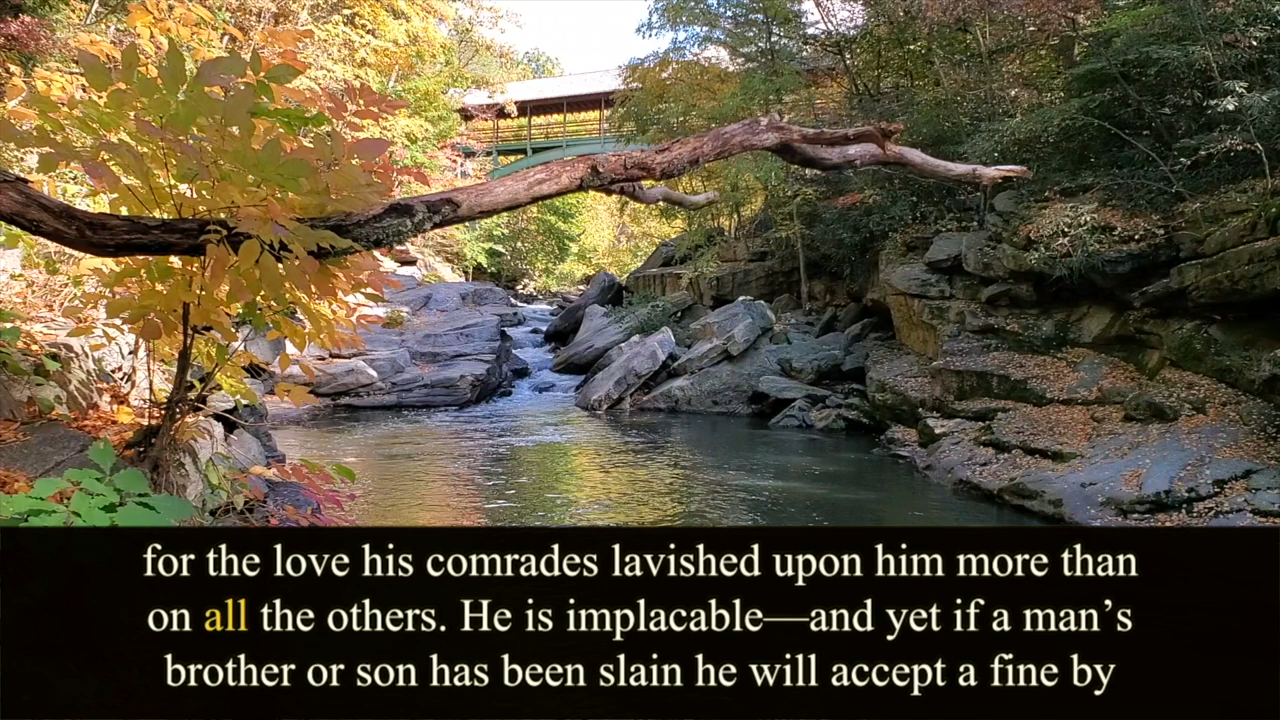 for the love his comrades lavished upon him more than
on all the others. He is implacable—and yet if a man’s
brother or son has been slain he will accept a fine by